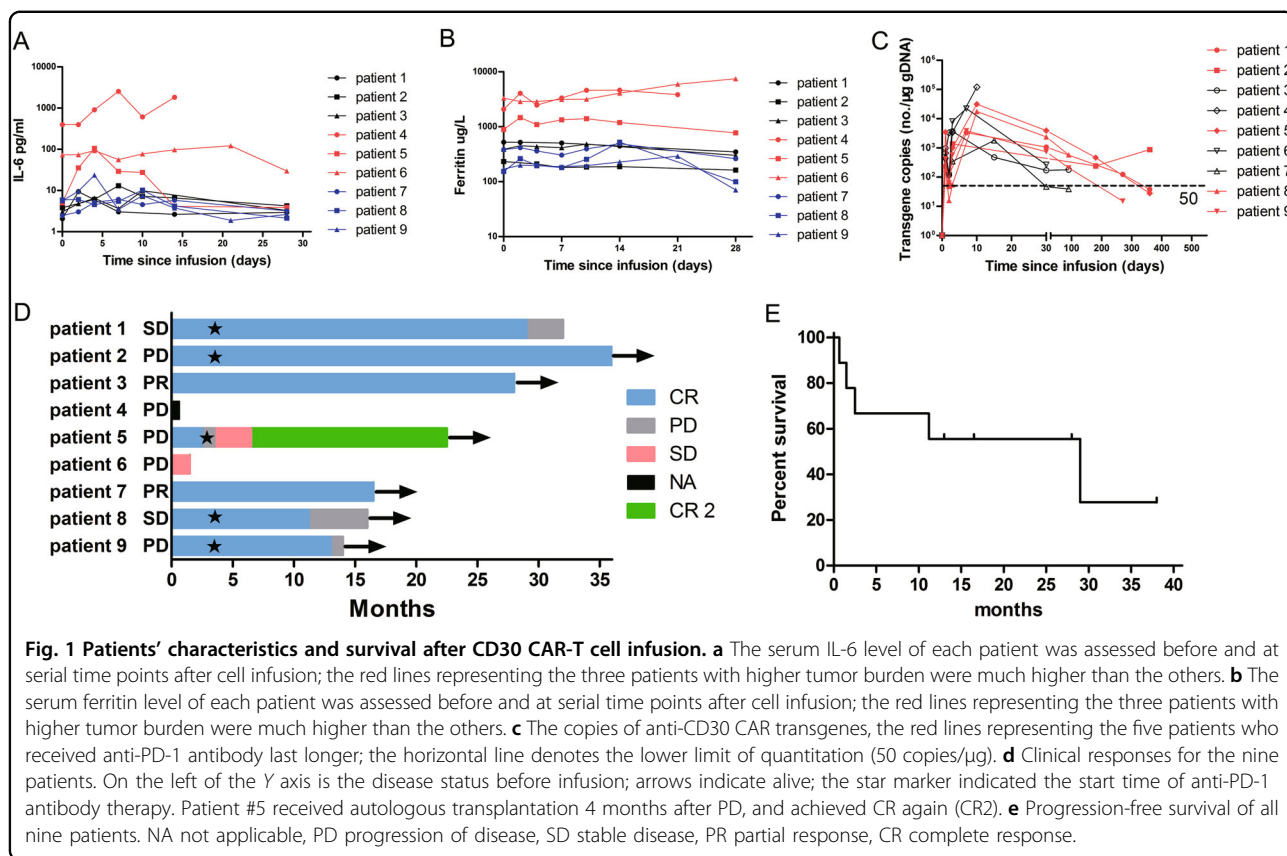 A
IL-6 pg/ml
10000
1000
100
10
1
0 5 10 15 20 25 30
Time since infusion (days)
patient 1
patient 2
patient 3
patient 4
patient 5
patient 6
patient 7
patient 8
patient 9
B
Ferritin ug/L
10000
1000
100
10
0 7 14 21 28
Time since infusion (days)
patient 1
patient 2
patient 3
patient 4
patient 5
patient 6
patient 7
patient 8
patient 9
C
Transgene copies (no./µg gDNA)
10⁶
10⁵
10⁴
10³
10²
10¹
10⁰
50
0 10 20 30 100 200 300 400 500
Time since infusion (days)
patient 1
patient 2
patient 3
patient 4
patient 5
patient 6
patient 7
patient 8
patient 9
D
patient 1 SD
patient 2 PD
patient 3 PR
patient 4 PD
patient 5 PD
patient 6 PD
patient 7 PR
patient 8 SD
patient 9 PD
0 5 10 15 20 25 30 35
Months
CR
PD
SD
NA
CR 2
E
Percent survival
100
80
60
40
20
0
0 5 10 15 20 25 30 35 40
months
Fig. 1 Patients' characteristics and survival after CD30 CAR-T cell infusion. a The serum IL-6 level of each patient was assessed before and at
serial time points after cell infusion; the red lines representing the three patients with higher tumor burden were much higher than the others. b The
serum ferritin level of each patient was assessed before and at serial time points after cell infusion; the red lines representing the three patients with
higher tumor burden were much higher than the others. c The copies of anti-CD30 CAR transgenes, the red lines representing the five patients who
received anti-PD-1 antibody last longer; the horizontal line denotes the lower limit of quantitation (50 copies/µg). d Clinical responses for the nine
patients. On the left of the Y axis is the disease status before infusion; arrows indicate alive; the star marker indicated the start time of anti-PD-1
antibody therapy. Patient #5 received autologous transplantation 4 months after PD, and achieved CR again (CR2). e Progression-free survival of all
nine patients. NA not applicable, PD progression of disease, SD stable disease, PR partial response, CR complete response.